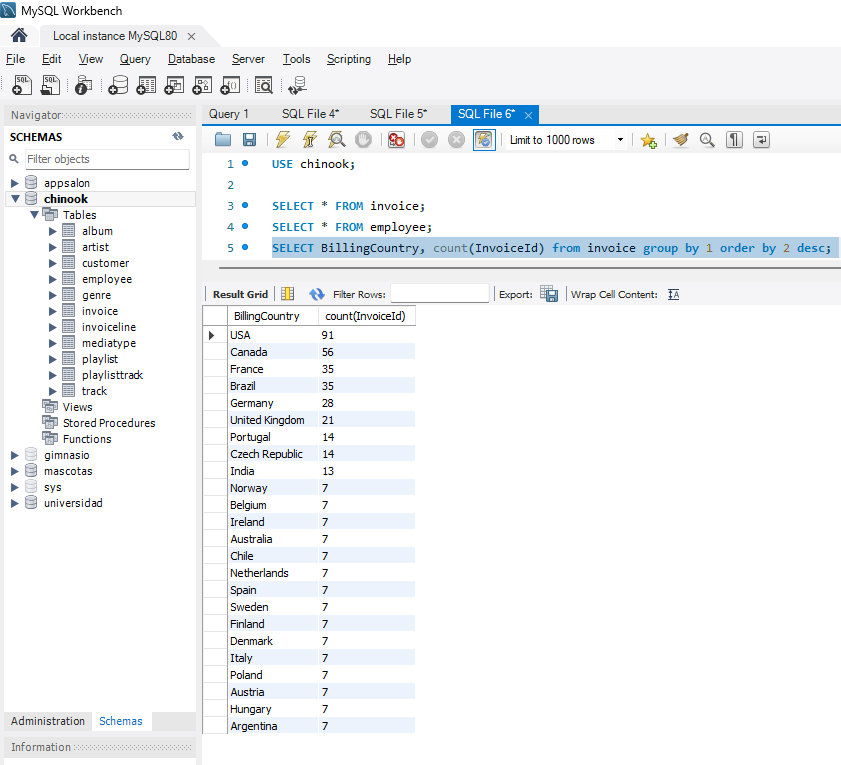 MySQL Workbench
Local instance MySQL80
File Edit View Query Database Server Tools Scripting Help
Navigator
SCHEMAS
Filter objects
appsalon
chinook
Tables
album
artist
customer
employee
genre
invoice
invoiceline
mediatype
playlist
playlisttrack
track
Views
Stored Procedures
Functions
gimnasio
mascotas
sys
universidad
Administration Schemas
Information
Query 1 SQL File 4* SQL File 5* SQL File 6*
Limit to 1000 rows
1 USE chinook;
2
3 SELECT * FROM invoice;
4 SELECT * FROM employee;
5 SELECT BillingCountry, count(InvoiceId) from invoice group by 1 order by 2 desc;
Result Grid Filter Rows: Export: Wrap Cell Content:
BillingCountry count(InvoiceId)
USA 91
Canada 56
France 35
Brazil 35
Germany 28
United Kingdom 21
Portugal 14
Czech Republic 14
India 13
Norway 7
Belgium 7
Ireland 7
Australia 7
Chile 7
Netherlands 7
Spain 7
Sweden 7
Finland 7
Denmark 7
Italy 7
Poland 7
Austria 7
Hungary 7
Argentina 7